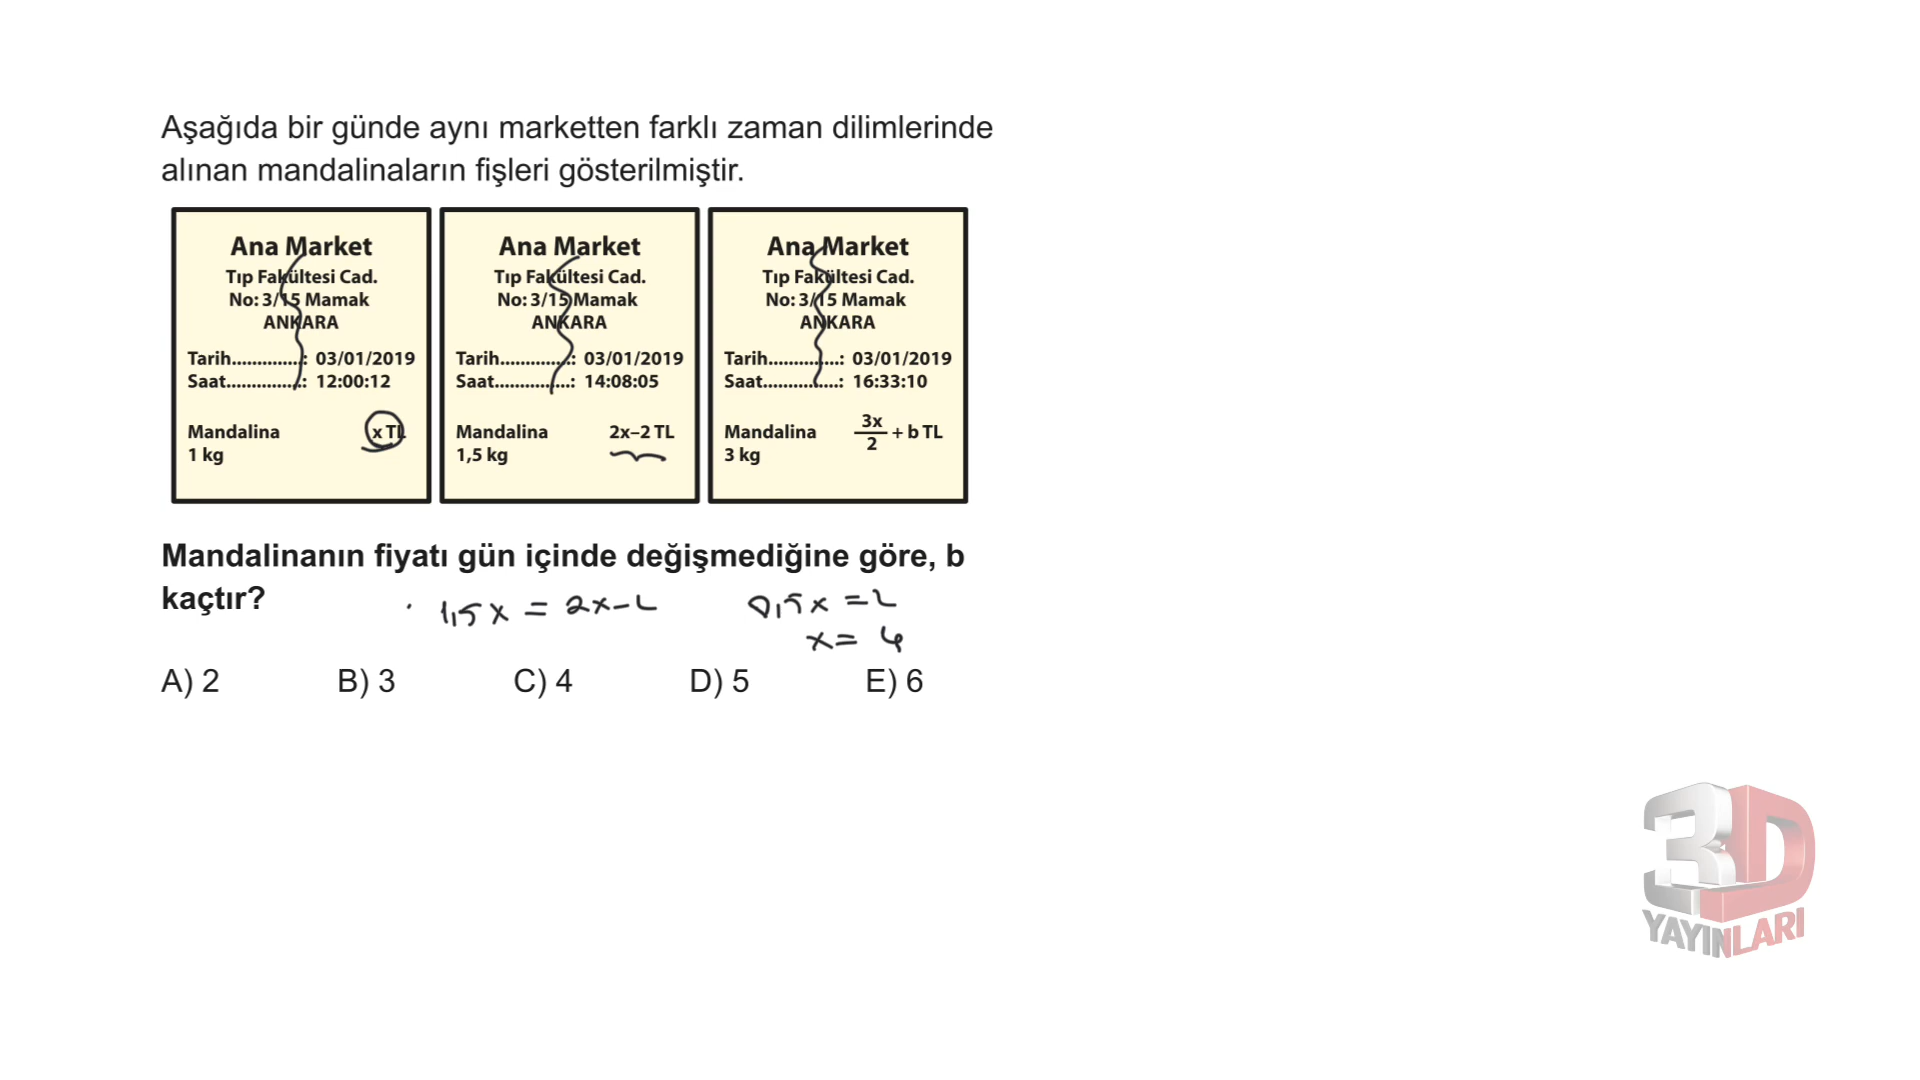 Aşağıda bir günde aynı marketten farklı zaman dilimlerinde
alınan mandalinaların fişleri gösterilmiştir.
Ana Market
Tıp Fakültesi Cad.
No: 3/15 Mamak
ANKARA
Tarih..............: 03/01/2019
Saat...............: 12:00:12
Mandalina x TL
1 kg
Ana Market
Tıp Fakültesi Cad.
No: 3/15 Mamak
ANKARA
Tarih..............: 03/01/2019
Saat...............: 14:08:05
Mandalina 2x–2 TL
1,5 kg
Ana Market
Tıp Fakültesi Cad.
No: 3/15 Mamak
ANKARA
Tarih..............: 03/01/2019
Saat...............: 16:33:10
Mandalina 3x/2 + b TL
3 kg
Mandalinanın fiyatı gün içinde değişmediğine göre, b
kaçtır?
1,5x = 2x-2
0,5x = 2
x = 4
A) 2 B) 3 C) 4 D) 5 E) 6
3D
YAYINLARI